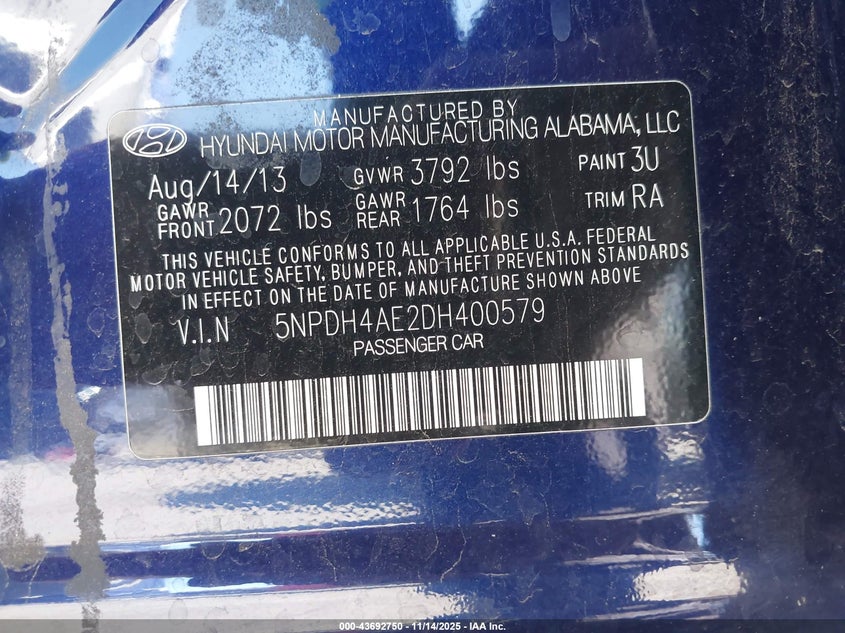 MANUFACTURED BY
HYUNDAI MOTOR MANUFACTURING ALABAMA, LLC
Aug/14/13 GVWR 3792 lbs PAINT 3U
GAWR FRONT 2072 lbs GAWR REAR 1764 lbs TRIM RA
THIS VEHICLE CONFORMS TO ALL APPLICABLE U.S.A. FEDERAL
MOTOR VEHICLE SAFETY, BUMPER, AND THEFT PREVENTION STANDARDS
IN EFFECT ON THE DATE OF MANUFACTURE SHOWN ABOVE
V.I.N 5NPDH4AE2DH400579
PASSENGER CAR
000-43692750 - 11/14/2025 - IAA Inc.